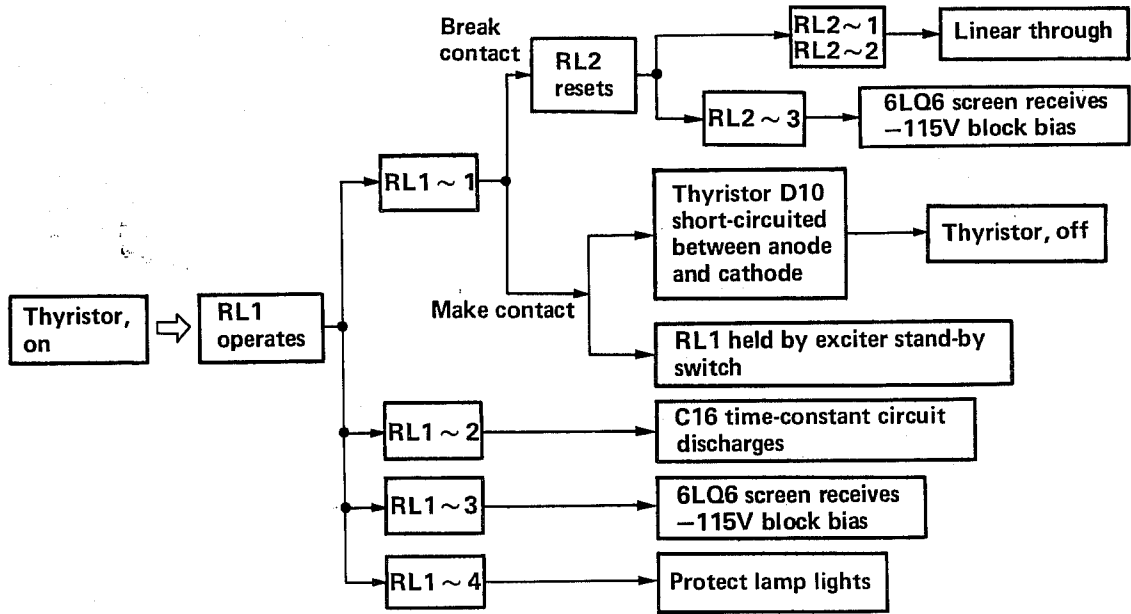 Break
contact
RL2
resets
RL2~1
RL2~2
Linear through
RL2~3
6LQ6 screen receives
−115V block bias
RL1~1
Thyristor D10
short-circuited
between anode
and cathode
Thyristor, off
Make contact
RL1 held by exciter stand-by
switch
Thyristor,
on
RL1
operates
RL1~2
C16 time-constant circuit
discharges
RL1~3
6LQ6 screen receives
−115V block bias
RL1~4
Protect lamp lights